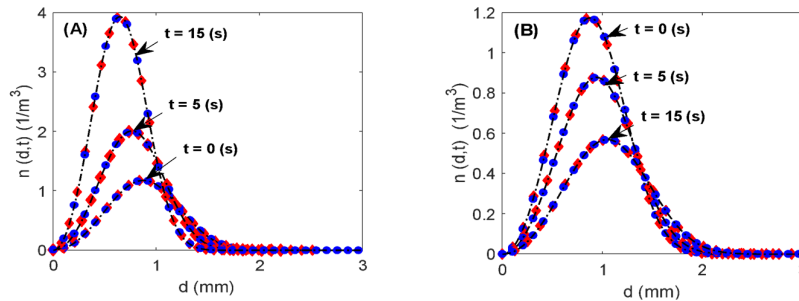 (A)
t = 15 (s)
t = 5 (s)
t = 0 (s)
n (d,t) (1/m³)
4
3
2
1
0
0 1 2 3
d (mm)
(B)
t = 0 (s)
t = 5 (s)
t = 15 (s)
n (d,t) (1/m³)
1.2
1
0.8
0.6
0.4
0.2
0
0 1 2
d (mm)